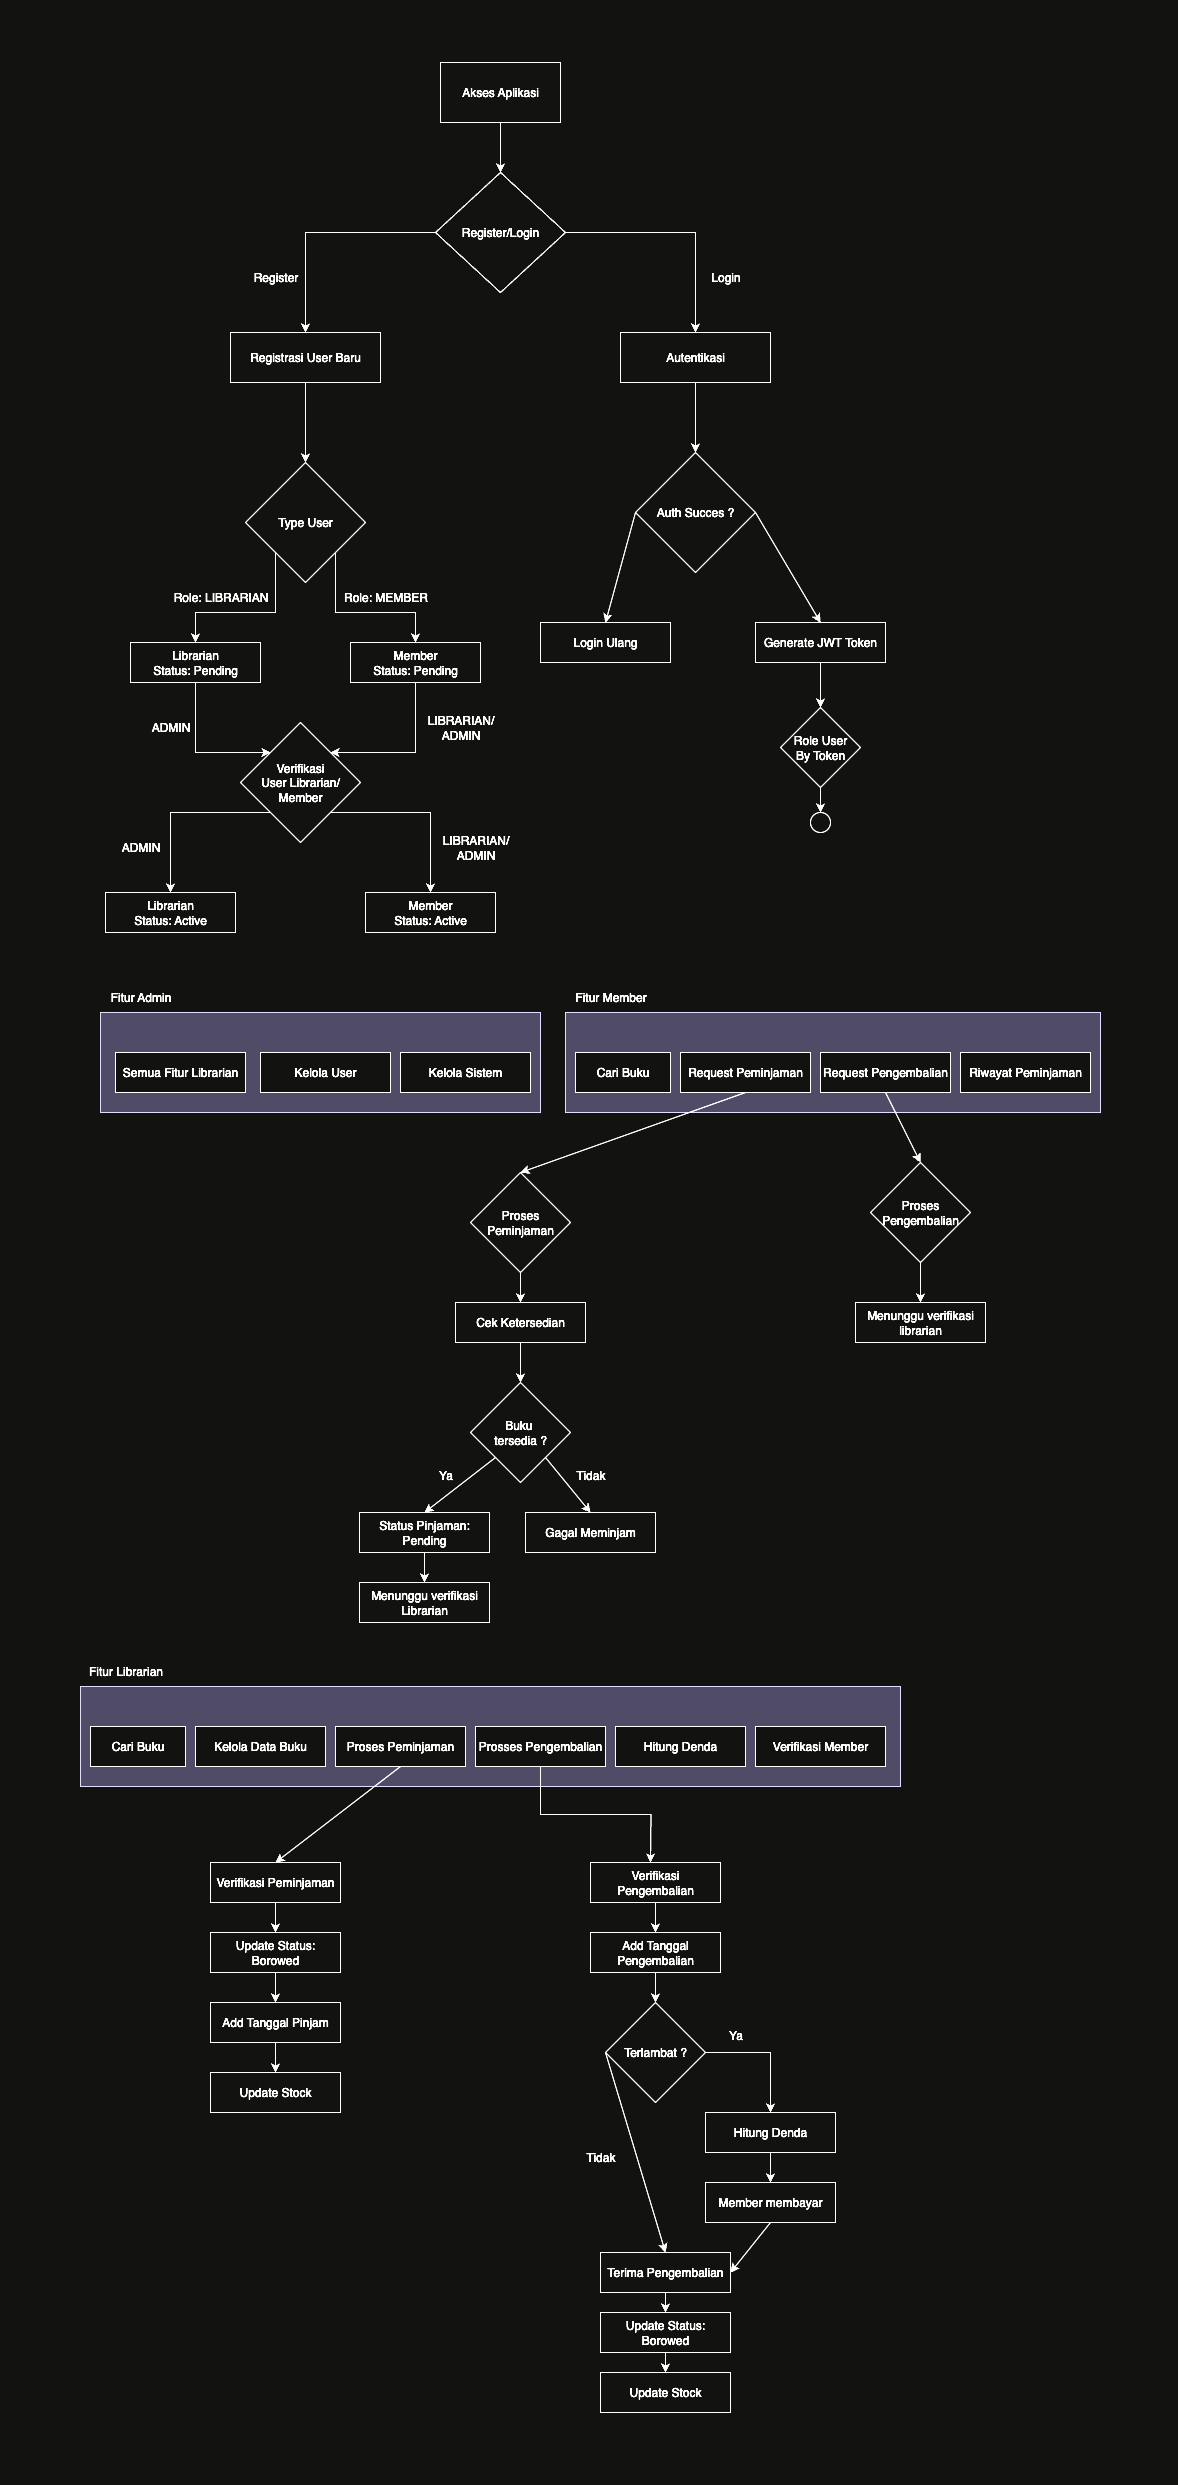 Akses Aplikasi
Register/Login
Register
Login
Registrasi User Baru
Autentikasi
Type User
Auth Succes ?
Role: LIBRARIAN
Role: MEMBER
Librarian
Status: Pending
Member
Status: Pending
Login Ulang
Generate JWT Token
ADMIN
LIBRARIAN/
ADMIN
Verifikasi
User Librarian/
Member
Role User
By Token
ADMIN
LIBRARIAN/
ADMIN
Librarian
Status: Active
Member
Status: Active
Fitur Admin
Semua Fitur Librarian
Kelola User
Kelola Sistem
Fitur Member
Cari Buku
Request Peminjaman
Request Pengembalian
Riwayat Peminjaman
Proses
Peminjaman
Proses
Pengembalian
Cek Ketersedian
Menunggu verifikasi
librarian
Buku
tersedia ?
Ya
Tidak
Status Pinjaman:
Pending
Gagal Meminjam
Menunggu verifikasi
Librarian
Fitur Librarian
Cari Buku
Kelola Data Buku
Proses Peminjaman
Prosses Pengembalian
Hitung Denda
Verifikasi Member
Verifikasi Peminjaman
Update Status:
Borowed
Add Tanggal Pinjam
Update Stock
Verifikasi
Pengembalian
Add Tanggal
Pengembalian
Terlambat ?
Ya
Tidak
Hitung Denda
Member membayar
Terima Pengembalian
Update Status:
Borowed
Update Stock